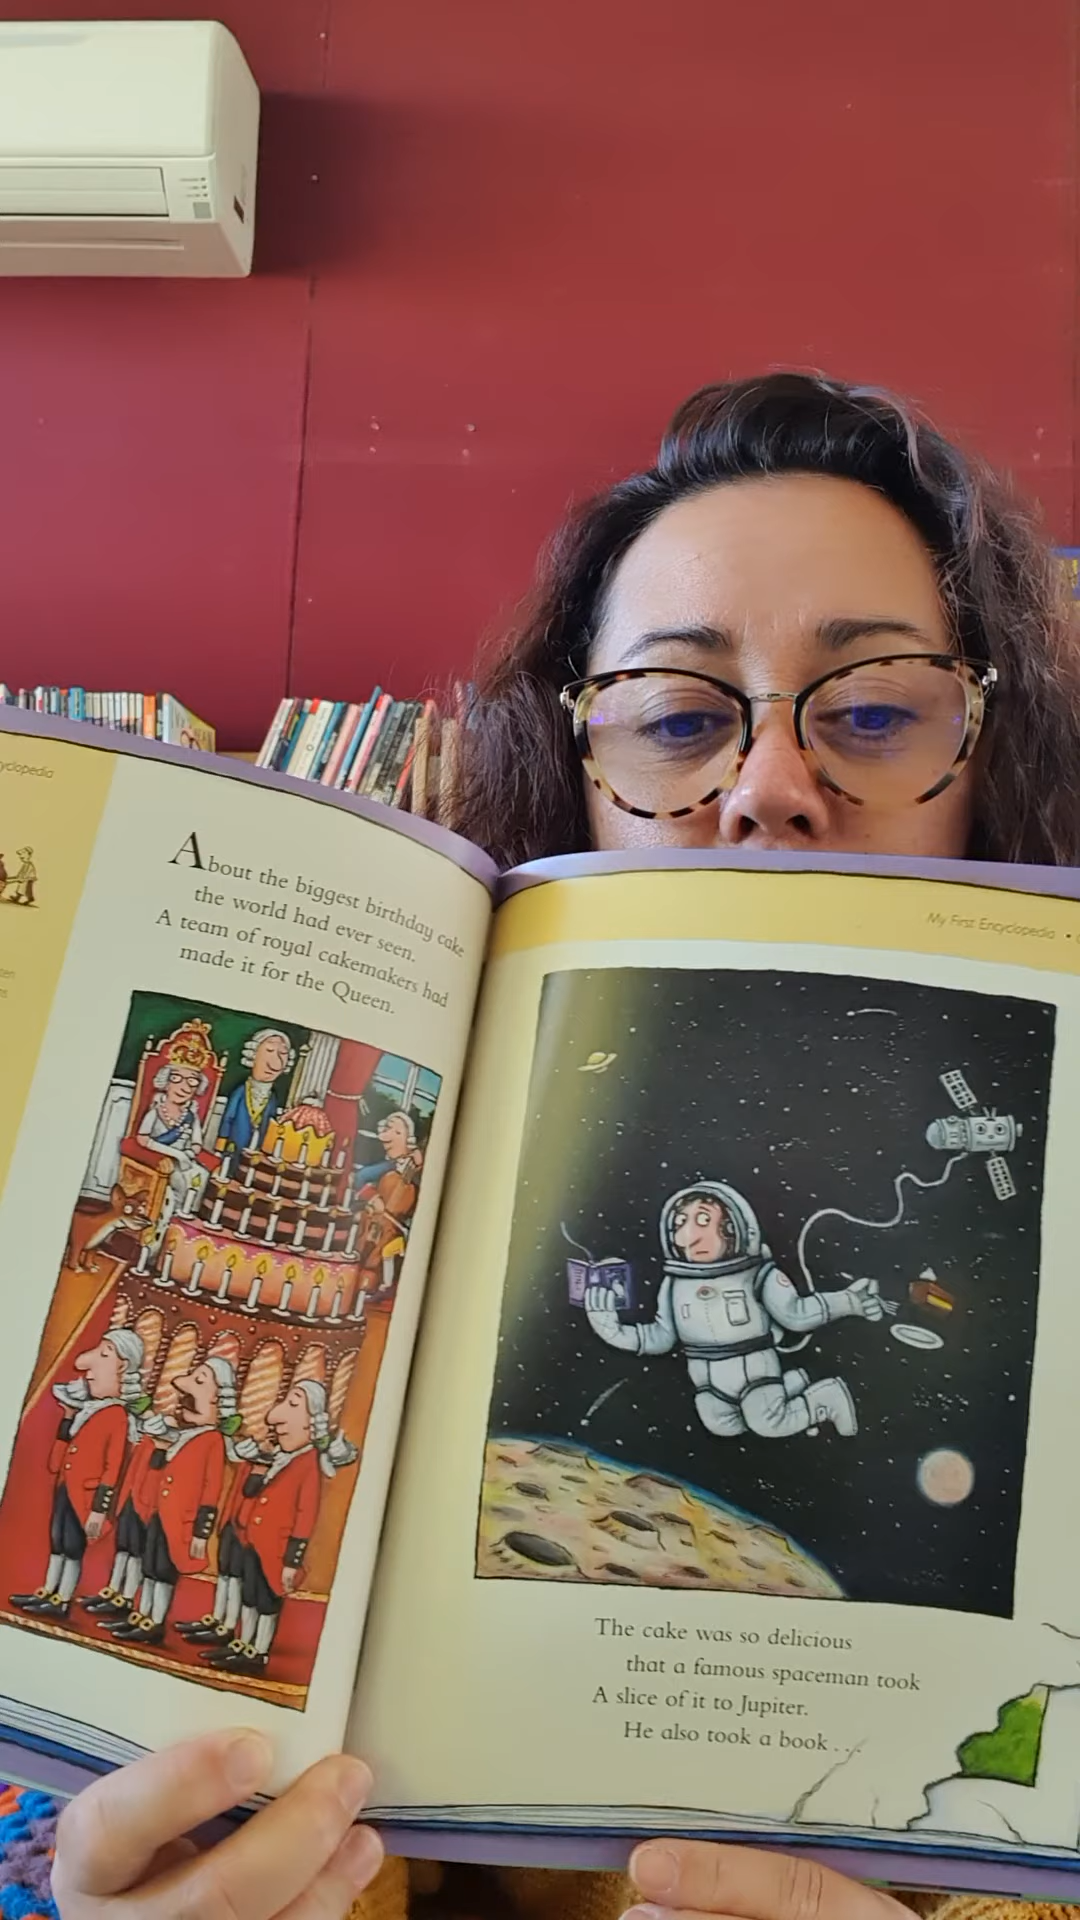 About the biggest birthday cake
the world had ever seen.
A team of royal cakemakers had
made it for the Queen.
My First Encyclopedia •
The cake was so delicious
that a famous spaceman took
A slice of it to Jupiter.
He also took a book . . .